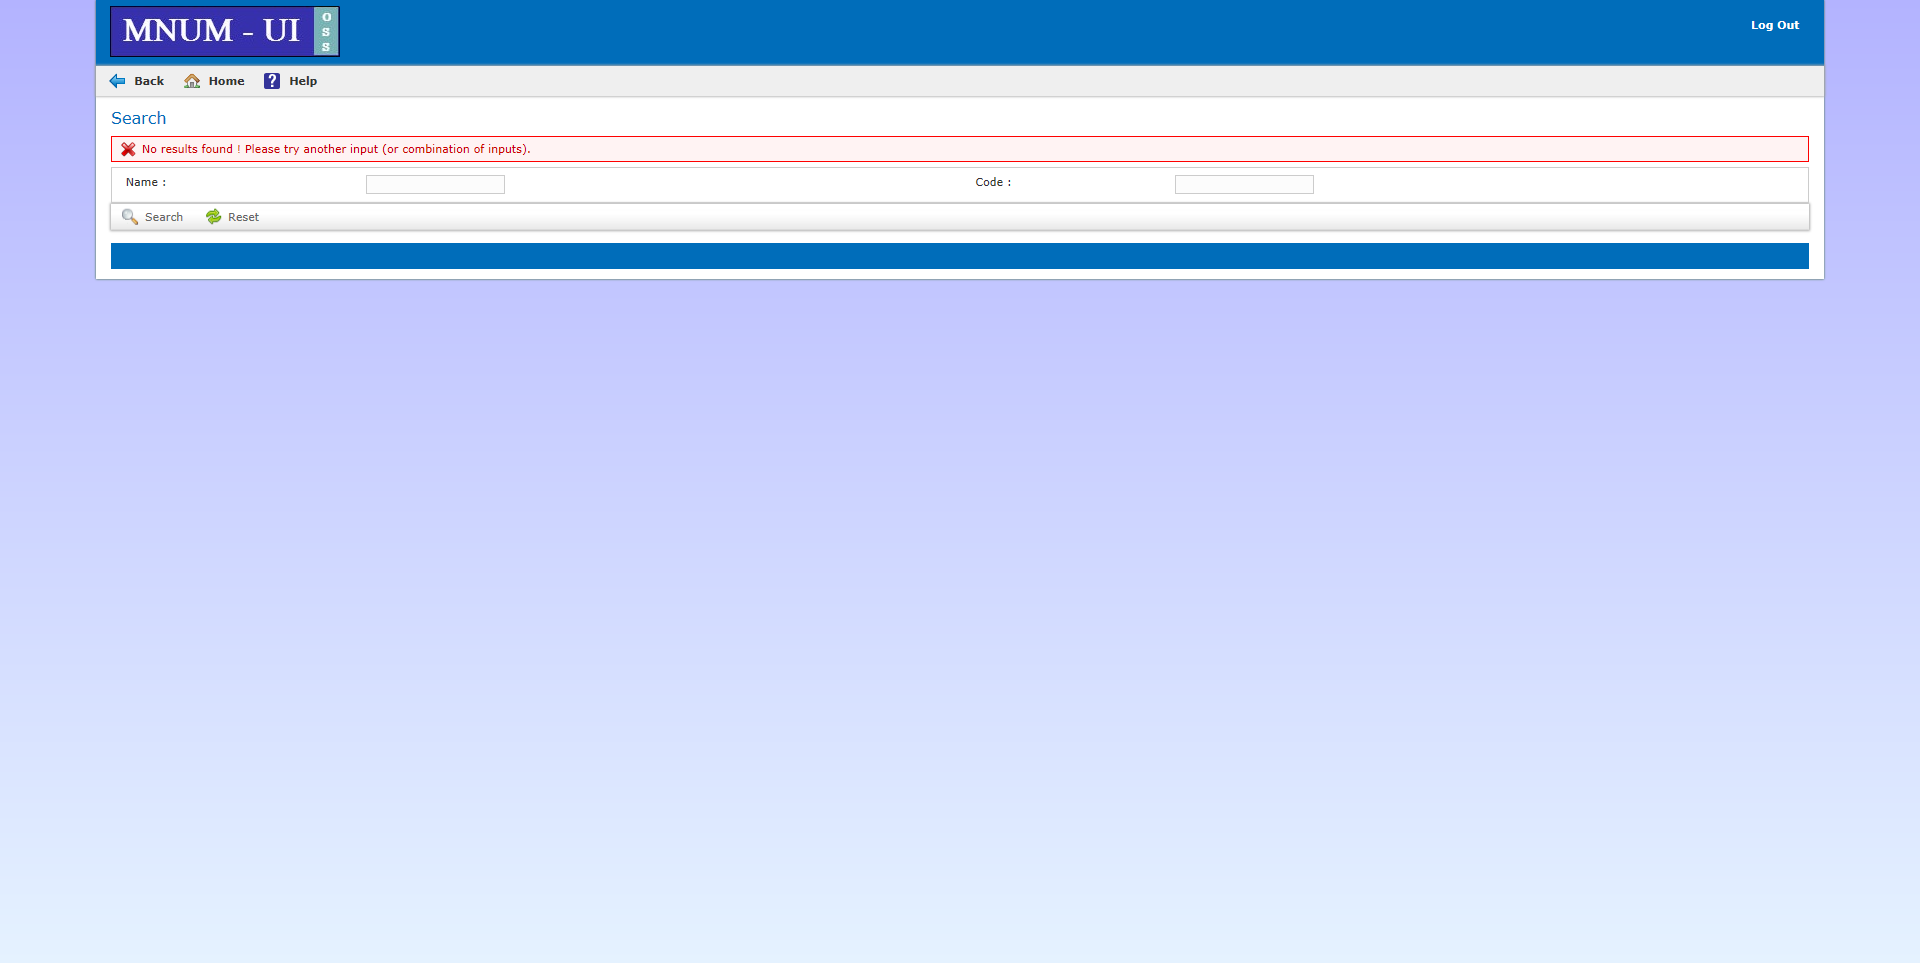 MNUM - UI
OSS
Log Out
Back Home Help
Search
No results found ! Please try another input (or combination of inputs).
Name : Code :
Search Reset